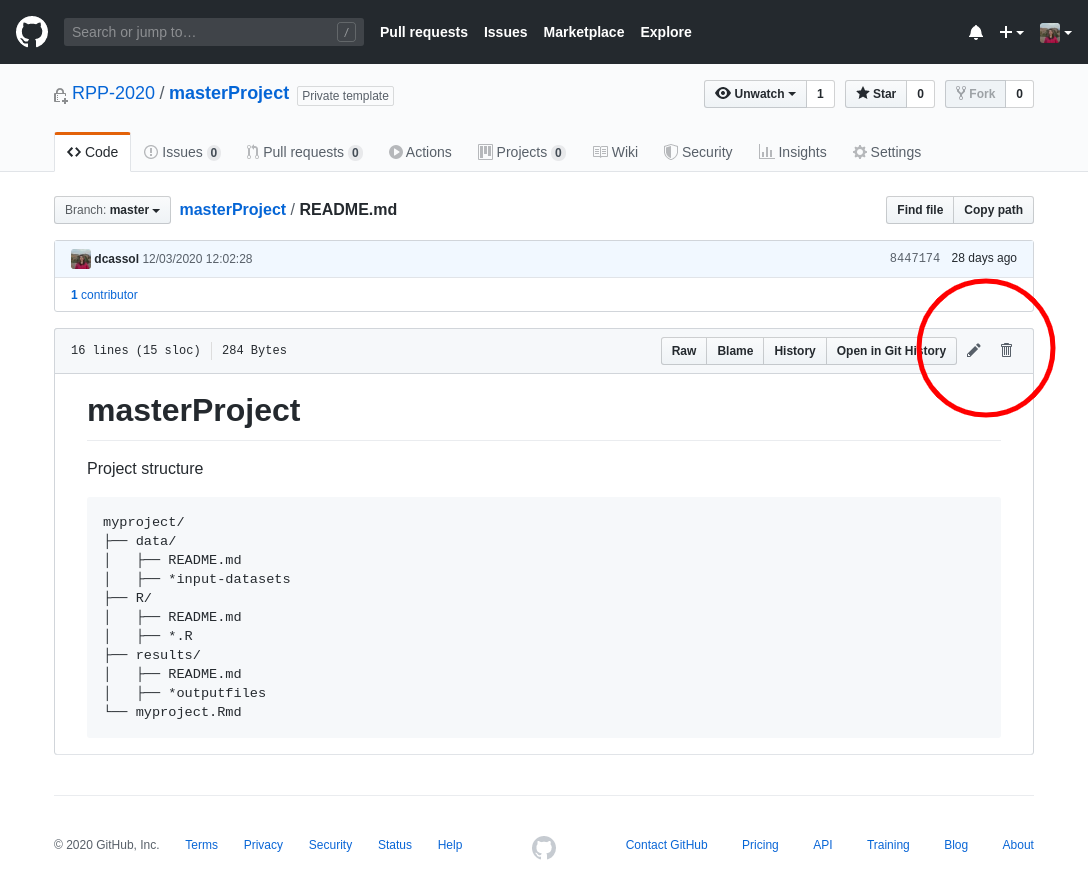 Search or jump to… /
Pull requests Issues Marketplace Explore
RPP-2020 / masterProject Private template
Unwatch 1 Star 0 Fork 0
Code Issues 0 Pull requests 0 Actions Projects 0 Wiki Security Insights Settings
Branch: master masterProject / README.md Find file Copy path
dcassol 12/03/2020 12:02:28 8447174 28 days ago
1 contributor
16 lines (15 sloc) 284 Bytes Raw Blame History Open in Git History
masterProject
Project structure
myproject/
├── data/
│   ├── README.md
│   ├── *input-datasets
├── R/
│   ├── README.md
│   ├── *.R
├── results/
│   ├── README.md
│   ├── *outputfiles
└── myproject.Rmd
© 2020 GitHub, Inc. Terms Privacy Security Status Help Contact GitHub Pricing API Training Blog About